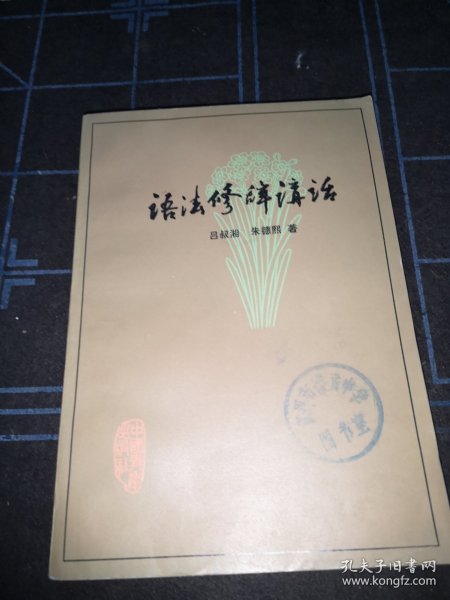 语法修辞讲话
吕叔湘 朱德熙 著
图书室
孔夫子旧书网
www.kongfz.com